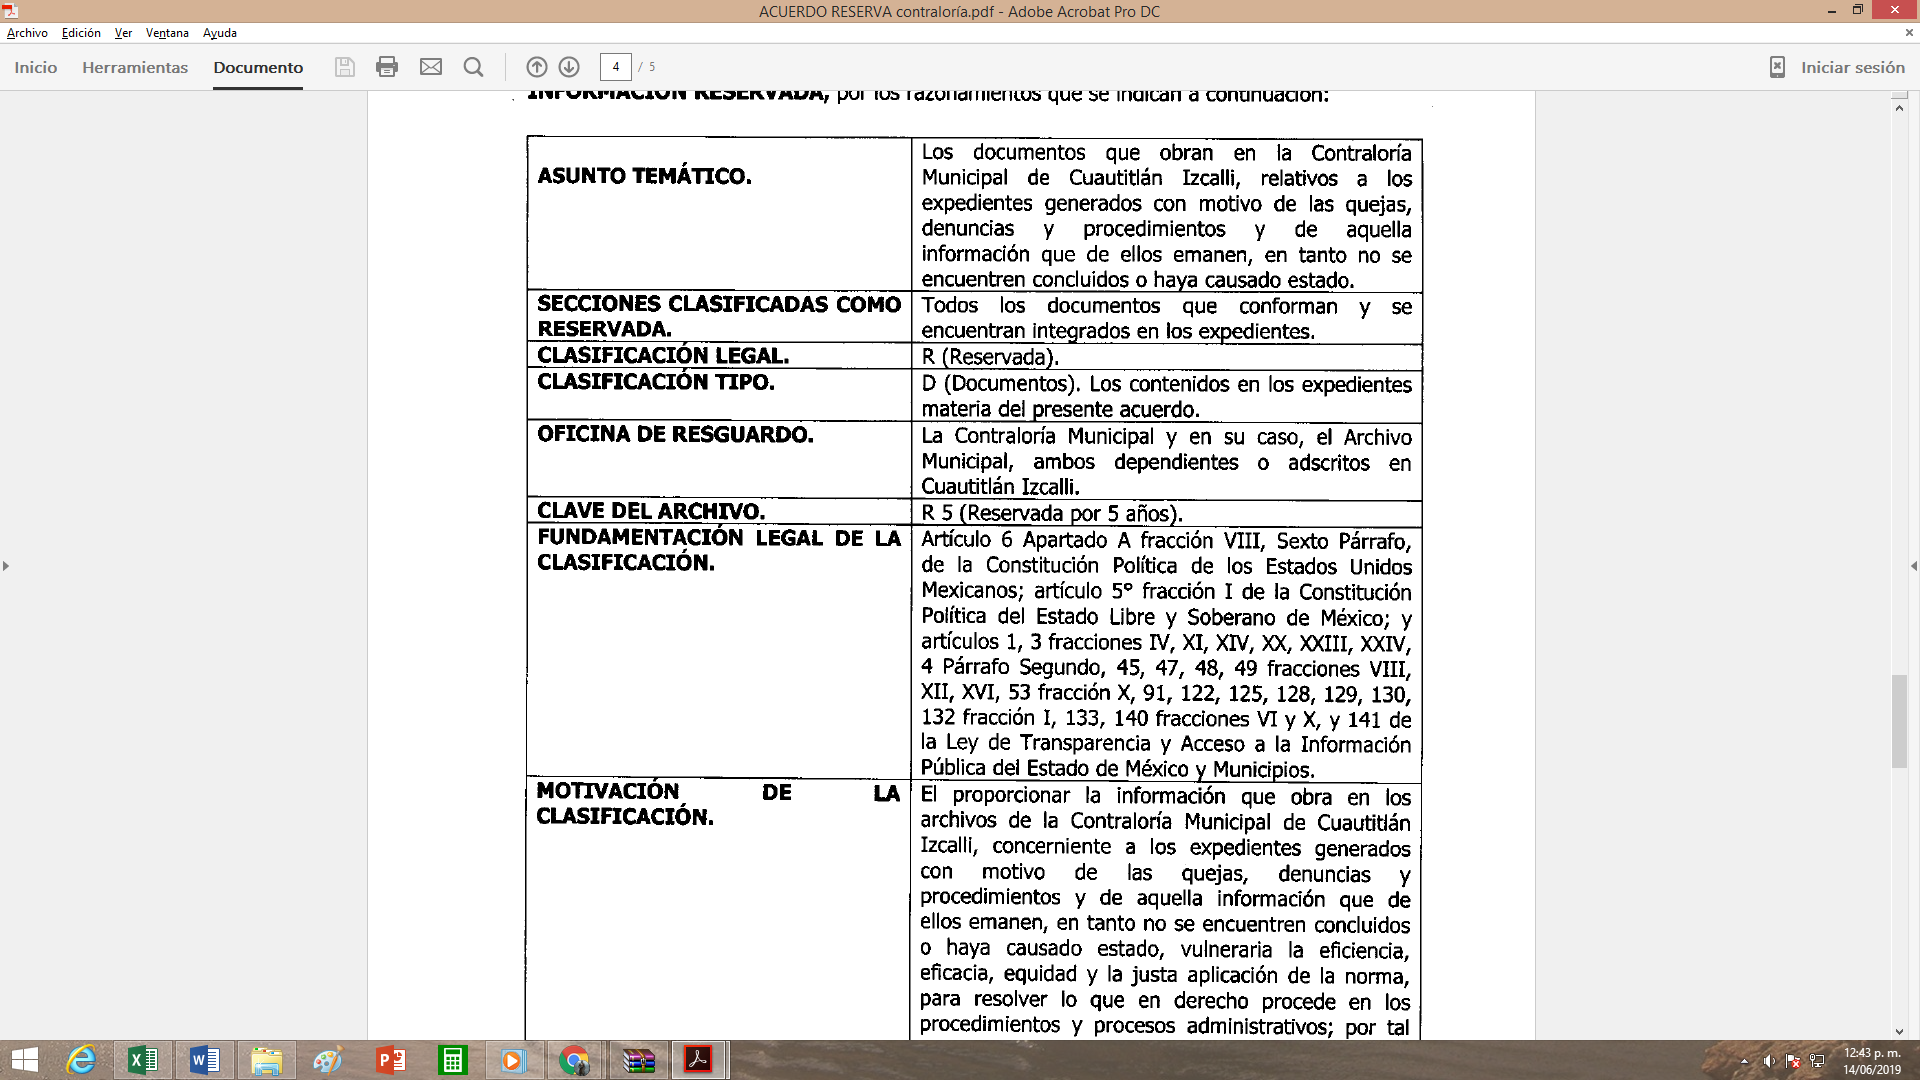 ACUERDO RESERVA contraloría.pdf - Adobe Acrobat Pro DC
Archivo Edición Ver Ventana Ayuda
Inicio Herramientas Documento 4 / 5 Iniciar sesión
INFORMACIÓN RESERVADA, por los razonamientos que se indican a continuación:
ASUNTO TEMÁTICO.
Los documentos que obran en la Contraloría
Municipal de Cuautitlán Izcalli, relativos a los
expedientes generados con motivo de las quejas,
denuncias y procedimientos y de aquella
información que de ellos emanen, en tanto no se
encuentren concluidos o haya causado estado.
SECCIONES CLASIFICADAS COMO
RESERVADA.
Todos los documentos que conforman y se
encuentran integrados en los expedientes.
CLASIFICACIÓN LEGAL.
R (Reservada).
CLASIFICACIÓN TIPO.
D (Documentos). Los contenidos en los expedientes
materia del presente acuerdo.
OFICINA DE RESGUARDO.
La Contraloría Municipal y en su caso, el Archivo
Municipal, ambos dependientes o adscritos en
Cuautitlán Izcalli.
CLAVE DEL ARCHIVO.
R 5 (Reservada por 5 años).
FUNDAMENTACIÓN LEGAL DE LA
CLASIFICACIÓN.
Artículo 6 Apartado A fracción VIII, Sexto Párrafo,
de la Constitución Política de los Estados Unidos
Mexicanos; artículo 5° fracción I de la Constitución
Política del Estado Libre y Soberano de México; y
artículos 1, 3 fracciones IV, XI, XIV, XX, XXIII, XXIV,
4 Párrafo Segundo, 45, 47, 48, 49 fracciones VIII,
XII, XVI, 53 fracción X, 91, 122, 125, 128, 129, 130,
132 fracción I, 133, 140 fracciones VI y X, y 141 de
la Ley de Transparencia y Acceso a la Información
Pública del Estado de México y Municipios.
MOTIVACIÓN DE LA
CLASIFICACIÓN.
El proporcionar la información que obra en los
archivos de la Contraloría Municipal de Cuautitlán
Izcalli, concerniente a los expedientes generados
con motivo de las quejas, denuncias y
procedimientos y de aquella información que de
ellos emanen, en tanto no se encuentren concluidos
o haya causado estado, vulneraria la eficiencia,
eficacia, equidad y la justa aplicación de la norma,
para resolver lo que en derecho procede en los
procedimientos y procesos administrativos; por tal
12:43 p. m.
14/06/2019